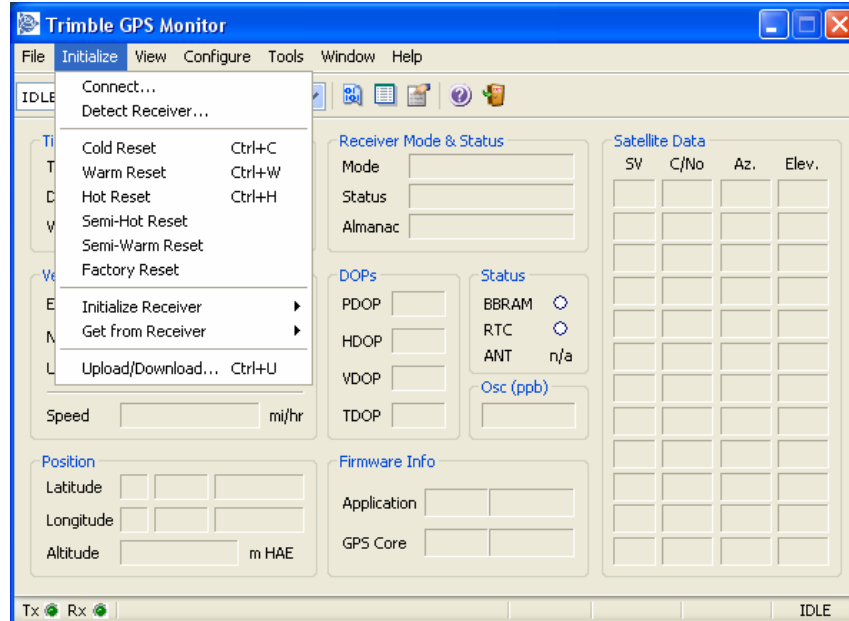 Trimble GPS Monitor
File Initialize View Configure Tools Window Help
IDLE
Connect...
Detect Receiver...
Cold Reset Ctrl+C
Warm Reset Ctrl+W
Hot Reset Ctrl+H
Semi-Hot Reset
Semi-Warm Reset
Factory Reset
Initialize Receiver
Get from Receiver
Upload/Download... Ctrl+U
Ti
T
D
W
Ve
E
N
U
Speed mi/hr
Position
Latitude
Longitude
Altitude m HAE
Receiver Mode & Status
Mode
Status
Almanac
DOPs
PDOP
HDOP
VDOP
TDOP
Status
BBRAM
RTC
ANT n/a
Osc (ppb)
Firmware Info
Application
GPS Core
Satellite Data
SV C/No Az. Elev.
Tx Rx IDLE